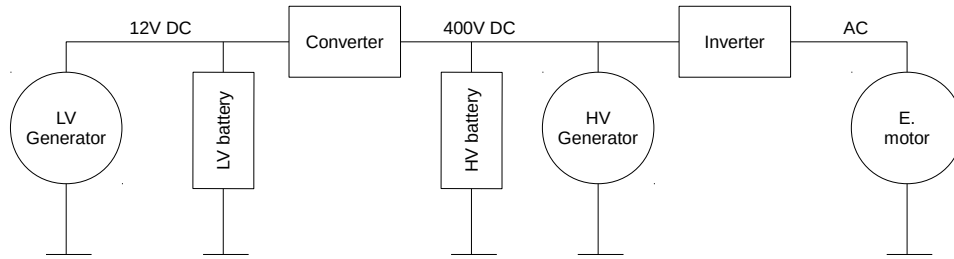 12V DC
Converter
400V DC
Inverter
AC
LV
Generator
LV battery
HV battery
HV
Generator
E.
motor